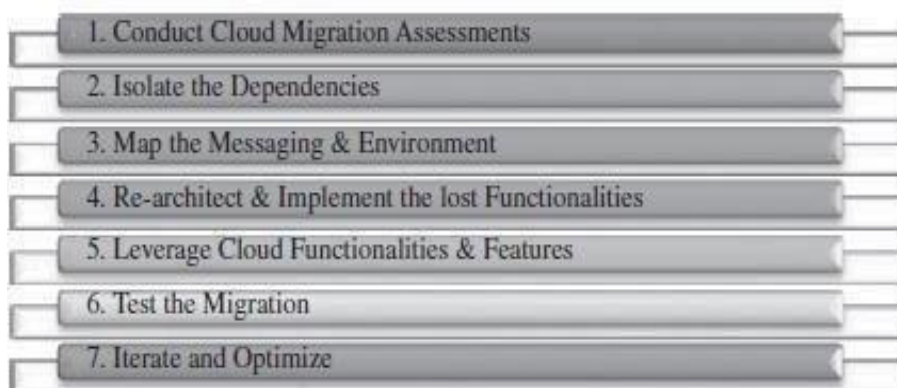 1. Conduct Cloud Migration Assessments
2. Isolate the Dependencies
3. Map the Messaging & Environment
4. Re-architect & Implement the lost Functionalities
5. Leverage Cloud Functionalities & Features
6. Test the Migration
7. Iterate and Optimize